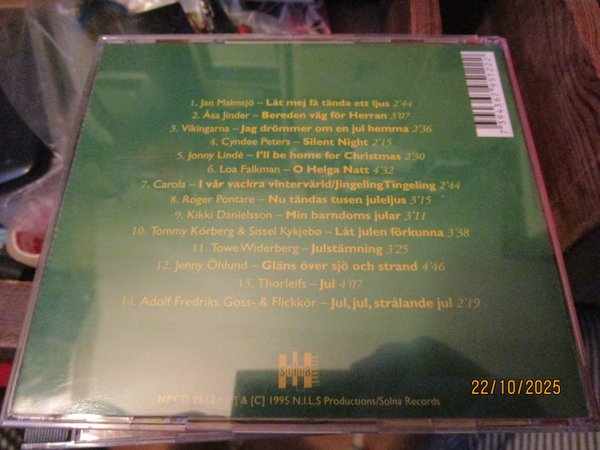 1. Jan Malmsjö – Låt mej få tända ett ljus 2'44
2. Åsa Jinder – Bereden väg för Herran 3'07
3. Vikingarna – Jag drömmer om en jul hemma 2'36
4. Cyndee Peters – Silent Night 2'15
5. Jonny Lindé – I'll be home for Christmas 2'30
6. Loa Falkman – O Helga Natt 4'32
7. Carola – I vår vackra vintervärld/JingelingTingeling 2'44
8. Roger Pontare – Nu tändas tusen juleljus 3'15
9. Kikki Danielsson – Min barndoms jular 3'11
10. Tommy Körberg & Sissel Kykjebø – Låt julen förkunna 3'38
11. Towe Widerberg – Julstämning 3'25
12. Jenny Öhlund – Glans över sjö och strand 4'46
13. Thorleifs – Jul 4'07
14. Adolf Fredriks Goss- & Flickkör – Jul, jul, strålande jul 2'19
solna
NPCD 9512 • [P] & [C] 1995 N.I.L.S Productions/Solna Records
22/10/2025